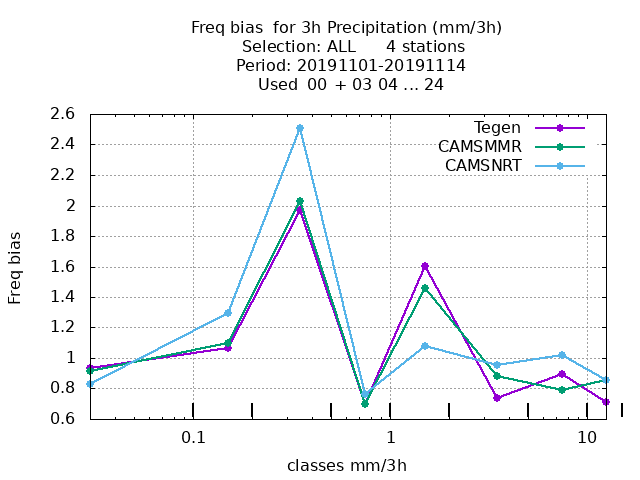 Freq bias  for 3h Precipitation (mm/3h)
Selection: ALL      4 stations
Period: 20191101-20191114
Used  00  + 03 04 ... 24
2.6
2.4
2.2
2
1.8
1.6
1.4
1.2
1
0.8
0.6
Freq bias
Tegen
CAMSMMR
CAMSNRT
0.1
1
10
classes mm/3h